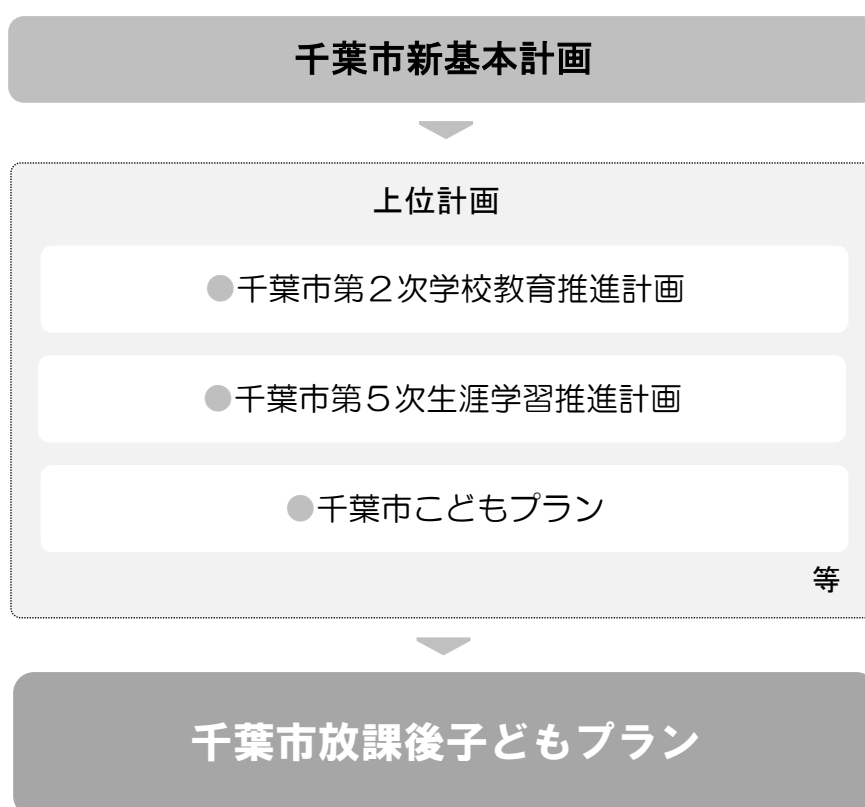 千葉市新基本計画
上位計画
●千葉市第２次学校教育推進計画
●千葉市第５次生涯学習推進計画
●千葉市こどもプラン
等
千葉市放課後子どもプラン